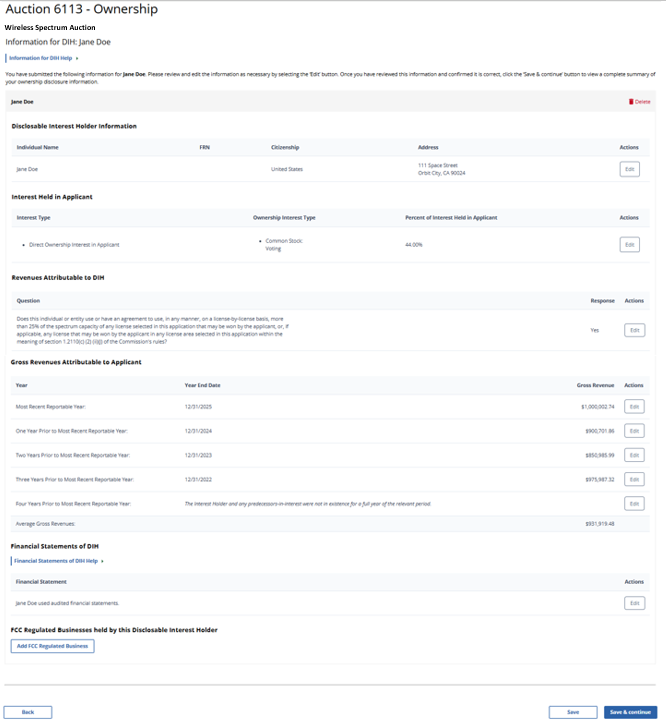 Auction 6113 - Ownership
Wireless Spectrum Auction
Information for DIH: Jane Doe
Information for DIH Help
You have submitted the following information for Jane Doe. Please review and edit the information as necessary by selecting the 'Edit' button. Once you have reviewed this information and confirmed it is correct, click the 'Save & continue' button to view a complete summary of
your ownership disclosure information.
Jane Doe
Delete
Disclosable Interest Holder Information
Individual Name FRN Citizenship Address Actions
Jane Doe United States 111 Space Street
Orbit City, CA 90024
Edit
Interest Held in Applicant
Interest Type Ownership Interest Type Percent of Interest Held in Applicant Actions
• Direct Ownership Interest in Applicant • Common Stock:
Voting
44.00% Edit
Revenues Attributable to DIH
Question Response Actions
Does this individual or entity use or have an agreement to use, in any manner, on a license-by-license basis, more
than 25% of the spectrum capacity of any license selected in this application that may be won by the applicant, or, if
applicable, any license that may be won by the applicant in any license area selected in this application within the
meaning of section 1.2110(c) (2) (ii)(J) of the Commission's rules?
Yes Edit
Gross Revenues Attributable to Applicant
Year Year End Date Gross Revenue Actions
Most Recent Reportable Year: 12/31/2025 $1,000,002.74 Edit
One Year Prior to Most Recent Reportable Year: 12/31/2024 $900,701.86 Edit
Two Years Prior to Most Recent Reportable Year: 12/31/2023 $850,985.99 Edit
Three Years Prior to Most Recent Reportable Year: 12/31/2022 $975,987.32 Edit
Four Years Prior to Most Recent Reportable Year: The Interest Holder and any predecessors-in-interest were not in existence for a full year of the relevant period. Edit
Average Gross Revenues: $931,919.48
Financial Statements of DIH
Financial Statements of DIH Help
Financial Statement Actions
Jane Doe used audited financial statements. Edit
FCC Regulated Businesses held by this Disclosable Interest Holder
Add FCC Regulated Business
Back Save Save & continue